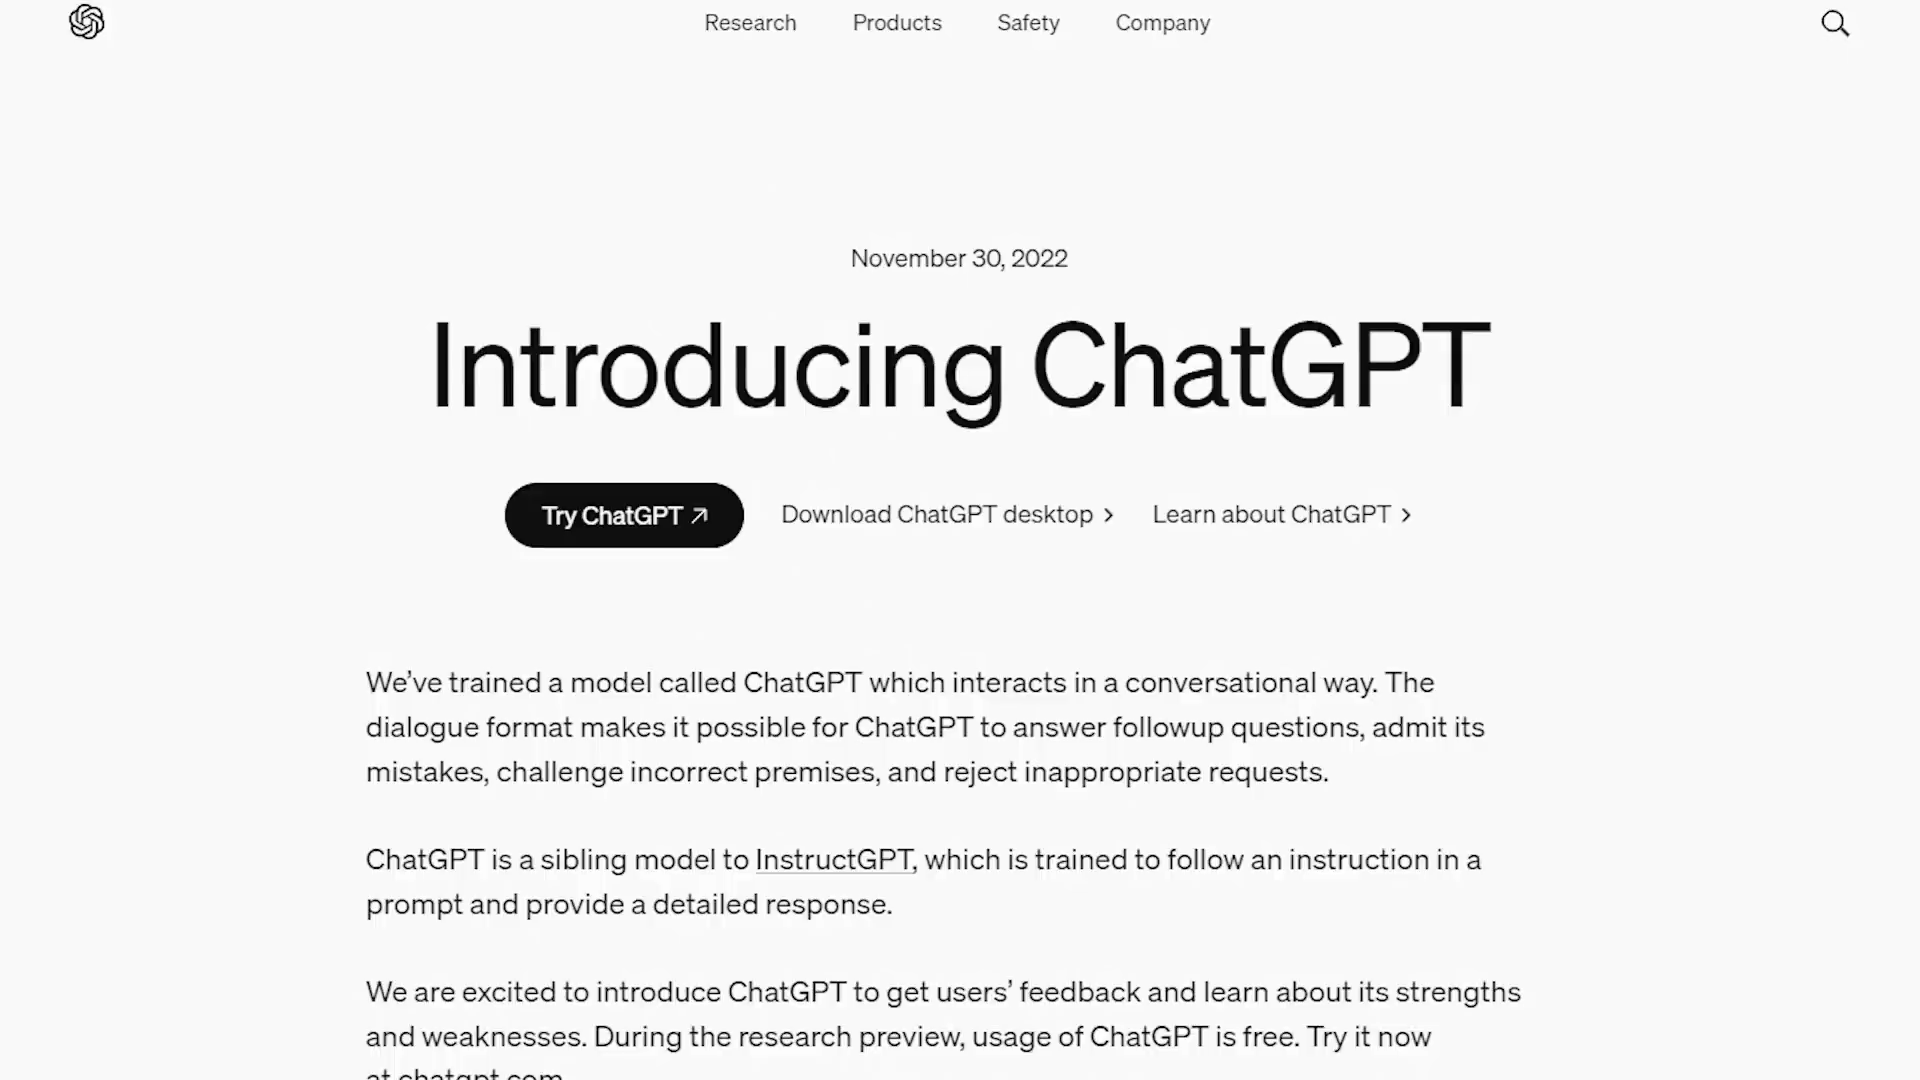 Research Products Safety Company
November 30, 2022
Introducing ChatGPT
Try ChatGPT ↗ Download ChatGPT desktop > Learn about ChatGPT >
We’ve trained a model called ChatGPT which interacts in a conversational way. The
dialogue format makes it possible for ChatGPT to answer followup questions, admit its
mistakes, challenge incorrect premises, and reject inappropriate requests.
ChatGPT is a sibling model to InstructGPT, which is trained to follow an instruction in a
prompt and provide a detailed response.
We are excited to introduce ChatGPT to get users’ feedback and learn about its strengths
and weaknesses. During the research preview, usage of ChatGPT is free. Try it now
at chatgpt.com